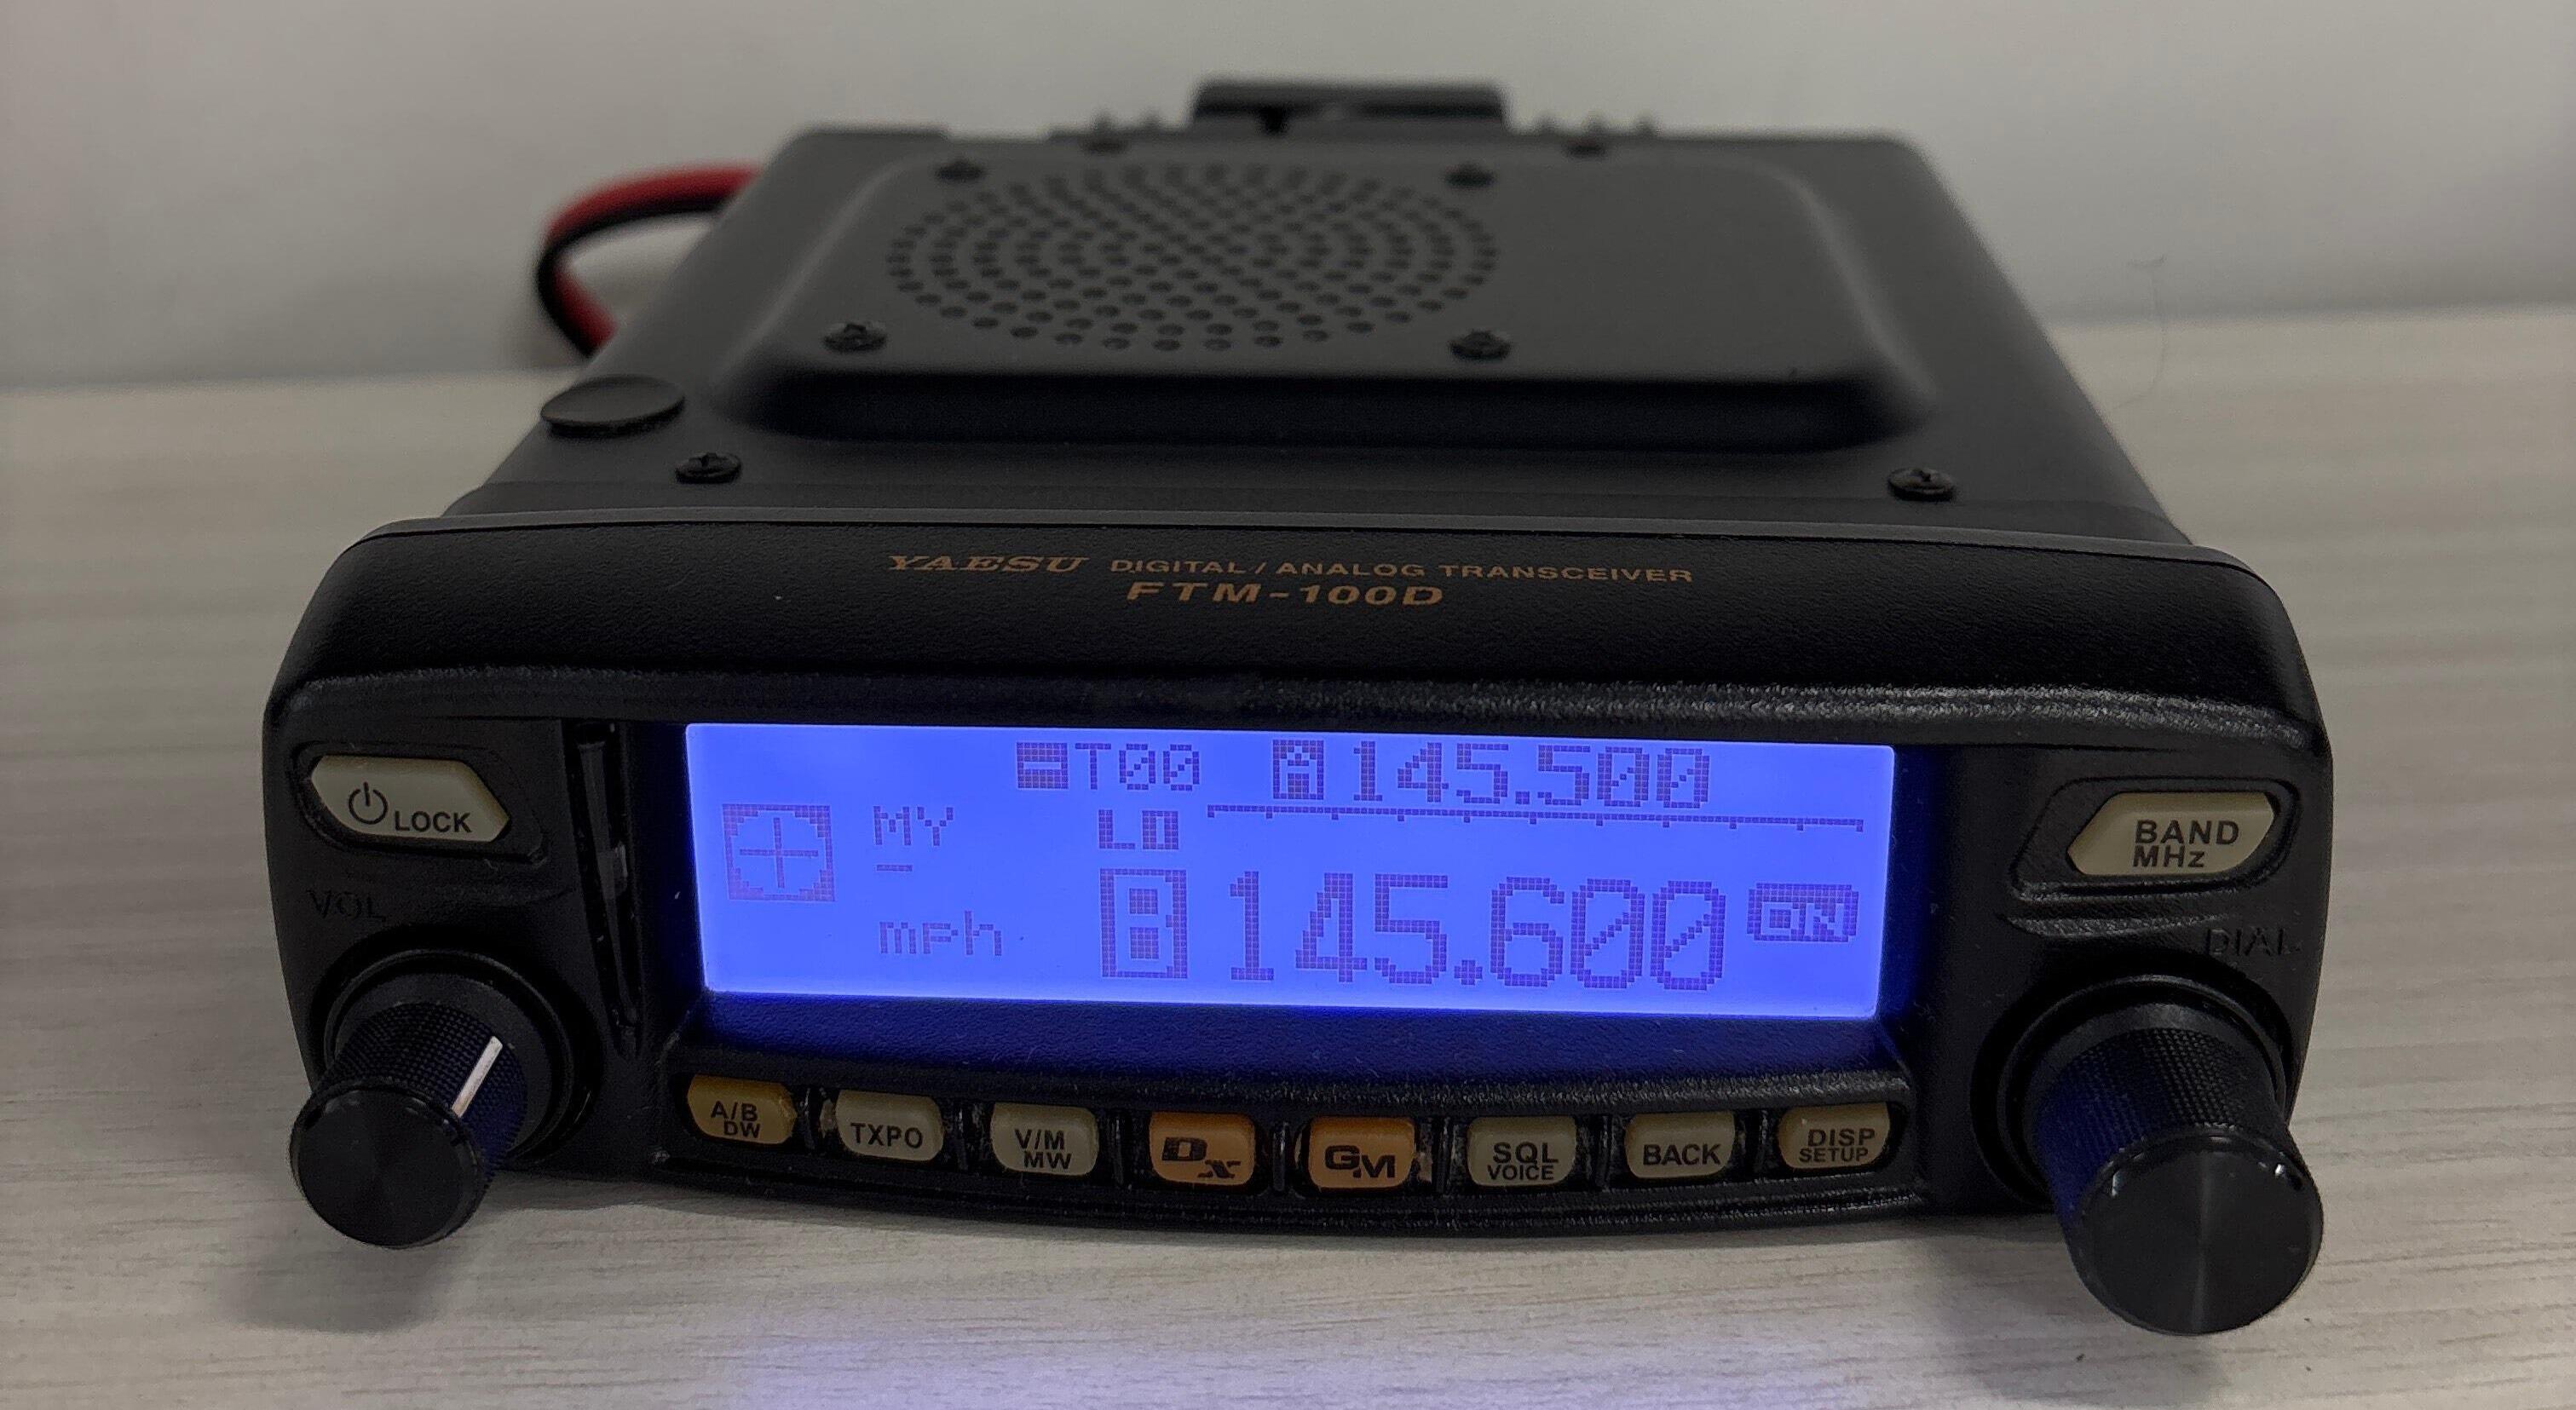 YAESU DIGITAL / ANALOG TRANSCEIVER
FTM-100D
LOCK
VOL
T00 A 145.500
MY LO
mph B 145.600
BAND
MHz
DIAL
A/B
DW
TXPO
V/M
MW
DX
GM
SQL
VOICE
BACK
DISP
SETUP